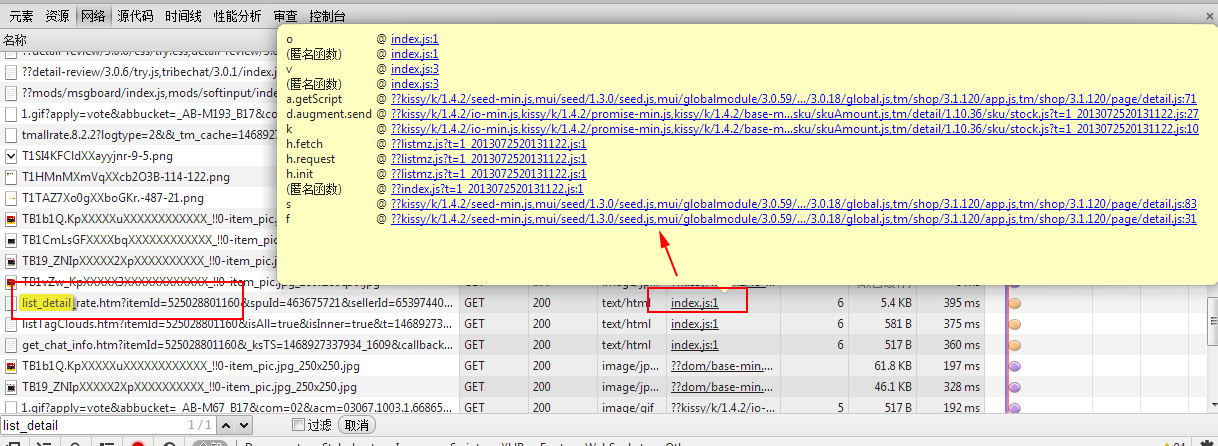 元素 资源 网络 源代码 时间线 性能分析 审查 控制台
名称
??detail-review/3.0.6/try.js,tribechat/3.0.1/index.j
??mods/msgboard/index.js,mods/softinput/index
1.gif?apply=vote&abbucket=_AB-M193_B17&com
tmallrate.8.2.2?logtype=2&&_tm_cache=1468927
T1SI4KFCldXXayyjnr-9-5.png
T1HMnMXmVqXXcb2O3B-114-122.png
T1TAZ7Xo0gXXboGKr.-487-21.png
TB1b1Q.KpXXXXXuXXXXXXXXXXXX_!!0-item_pic.
TB1CmLsGFXXXXbqXXXXXXXXXXXX_!!0-item_pic.
TB19_ZNIpXXXXX2XpXXXXXXXXXX_!!0-item_pic.
o @ index.js:1
(匿名函数) @ index.js:1
v @ index.js:3
(匿名函数) @ index.js:3
a.getScript @ ??kissy/k/1.4.2/seed-min.js,mui/seed/1.3.0/seed.js,mui/globalmodule/3.0.59/.../3.0.18/global.js,tm/shop/3.1.120/app.js,tm/shop/3.1.120/page/detail.js:71
d.augment.send @ ??kissy/k/1.4.2/io-min.js,kissy/k/1.4.2/promise-min.js,kissy/k/1.4.2/base-m...sku/skuAmount.js,tm/detail/1.10.36/sku/stock.js?t=1_2013072520131122.js:27
k @ ??kissy/k/1.4.2/io-min.js,kissy/k/1.4.2/promise-min.js,kissy/k/1.4.2/base-m...sku/skuAmount.js,tm/detail/1.10.36/sku/stock.js?t=1_2013072520131122.js:10
h.fetch @ ??listmz.js?t=1_2013072520131122.js:1
h.request @ ??listmz.js?t=1_2013072520131122.js:1
h.init @ ??listmz.js?t=1_2013072520131122.js:1
(匿名函数) @ ??index.js?t=1_2013072520131122.js:1
s @ ??kissy/k/1.4.2/seed-min.js,mui/seed/1.3.0/seed.js,mui/globalmodule/3.0.59/.../3.0.18/global.js,tm/shop/3.1.120/app.js,tm/shop/3.1.120/page/detail.js:83
f @ ??kissy/k/1.4.2/seed-min.js,mui/seed/1.3.0/seed.js,mui/globalmodule/3.0.59/.../3.0.18/global.js,tm/shop/3.1.120/app.js,tm/shop/3.1.120/page/detail.js:31
list_detail_rate.htm?itemId=525028801160&spuId=463675721&sellerId=65397440... GET 200 text/html index.js:1 6 5.4 KB 395 ms
listTagClouds.htm?itemId=525028801160&isAll=true&isInner=true&t=14689273... GET 200 text/html index.js:1 6 581 B 375 ms
get_chat_info.htm?itemId=525028801160&_ksTS=1468927337934_1609&callback... GET 200 text/html index.js:1 6 517 B 360 ms
TB1b1Q.KpXXXXXuXXXXXXXXXXXX_!!0-item_pic.jpg_250x250.jpg GET 200 image/jp... ??dom/base-min.... 61.8 KB 197 ms
TB19_ZNIpXXXXX2XpXXXXXXXXXX_!!0-item_pic.jpg_250x250.jpg GET 200 image/jp... ??dom/base-min.... 46.1 KB 328 ms
1.gif?apply=vote&abbucket=_AB-M67_B17&com=02&acm=03067.1003.1.66865... GET 200 image/gif ??kissy/k/1.4.2/io-... 5 517 B 192 ms
list_detail 1 / 1 过滤 取消